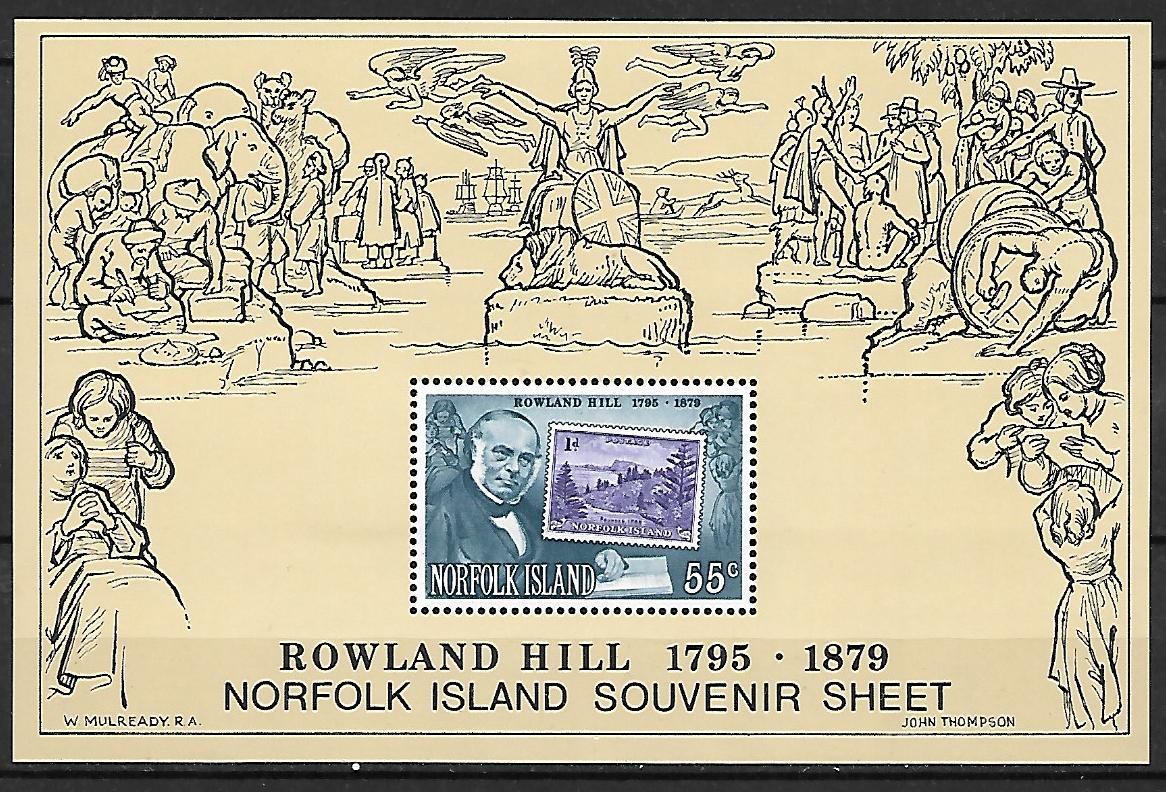 ROWLAND HILL 1795 · 1879
POSTAGE
1d
NORFOLK ISLAND
NORFOLK ISLAND 55c
ROWLAND HILL 1795 · 1879
NORFOLK ISLAND SOUVENIR SHEET
W. MULREADY. R.A.
JOHN THOMPSON